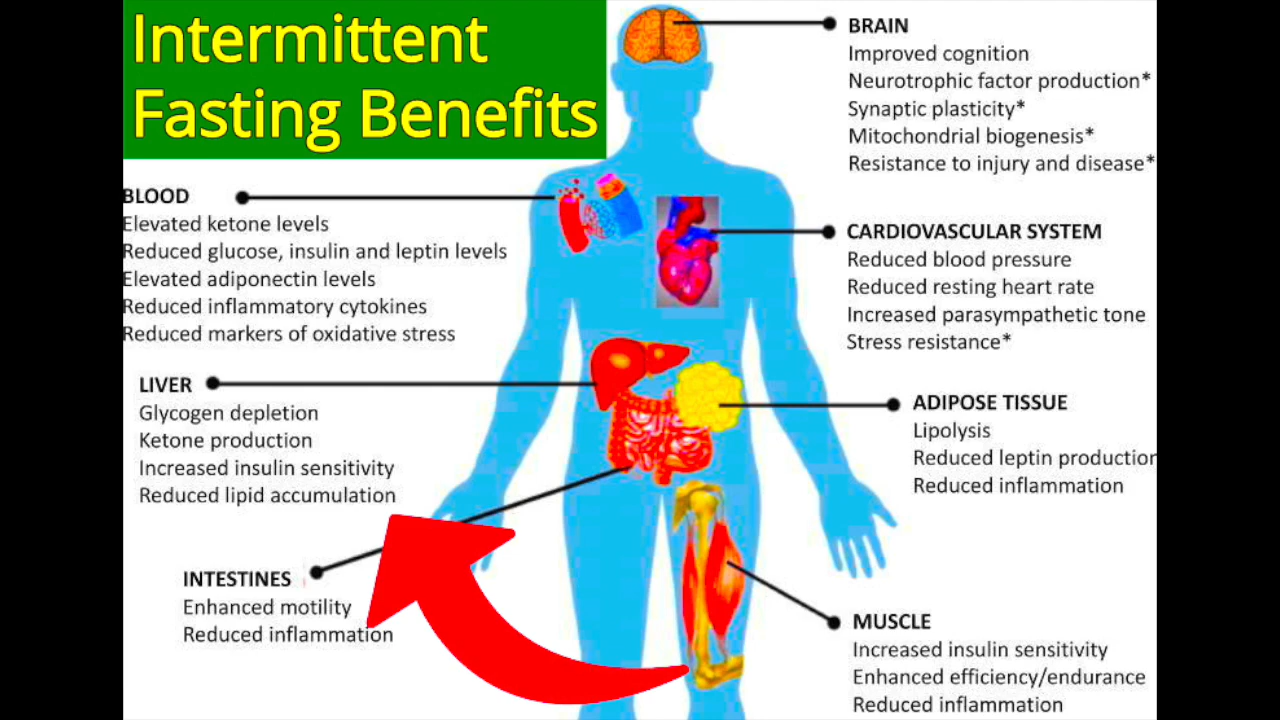 Intermittent
Fasting Benefits
BRAIN
Improved cognition
Neurotrophic factor production*
Synaptic plasticity*
Mitochondrial biogenesis*
Resistance to injury and disease*
BLOOD
Elevated ketone levels
Reduced glucose, insulin and leptin levels
Elevated adiponectin levels
Reduced inflammatory cytokines
Reduced markers of oxidative stress
CARDIOVASCULAR SYSTEM
Reduced blood pressure
Reduced resting heart rate
Increased parasympathetic tone
Stress resistance*
LIVER
Glycogen depletion
Ketone production
Increased insulin sensitivity
Reduced lipid accumulation
ADIPOSE TISSUE
Lipolysis
Reduced leptin production
Reduced inflammation
INTESTINES
Enhanced motility
Reduced inflammation
MUSCLE
Increased insulin sensitivity
Enhanced efficiency/endurance
Reduced inflammation